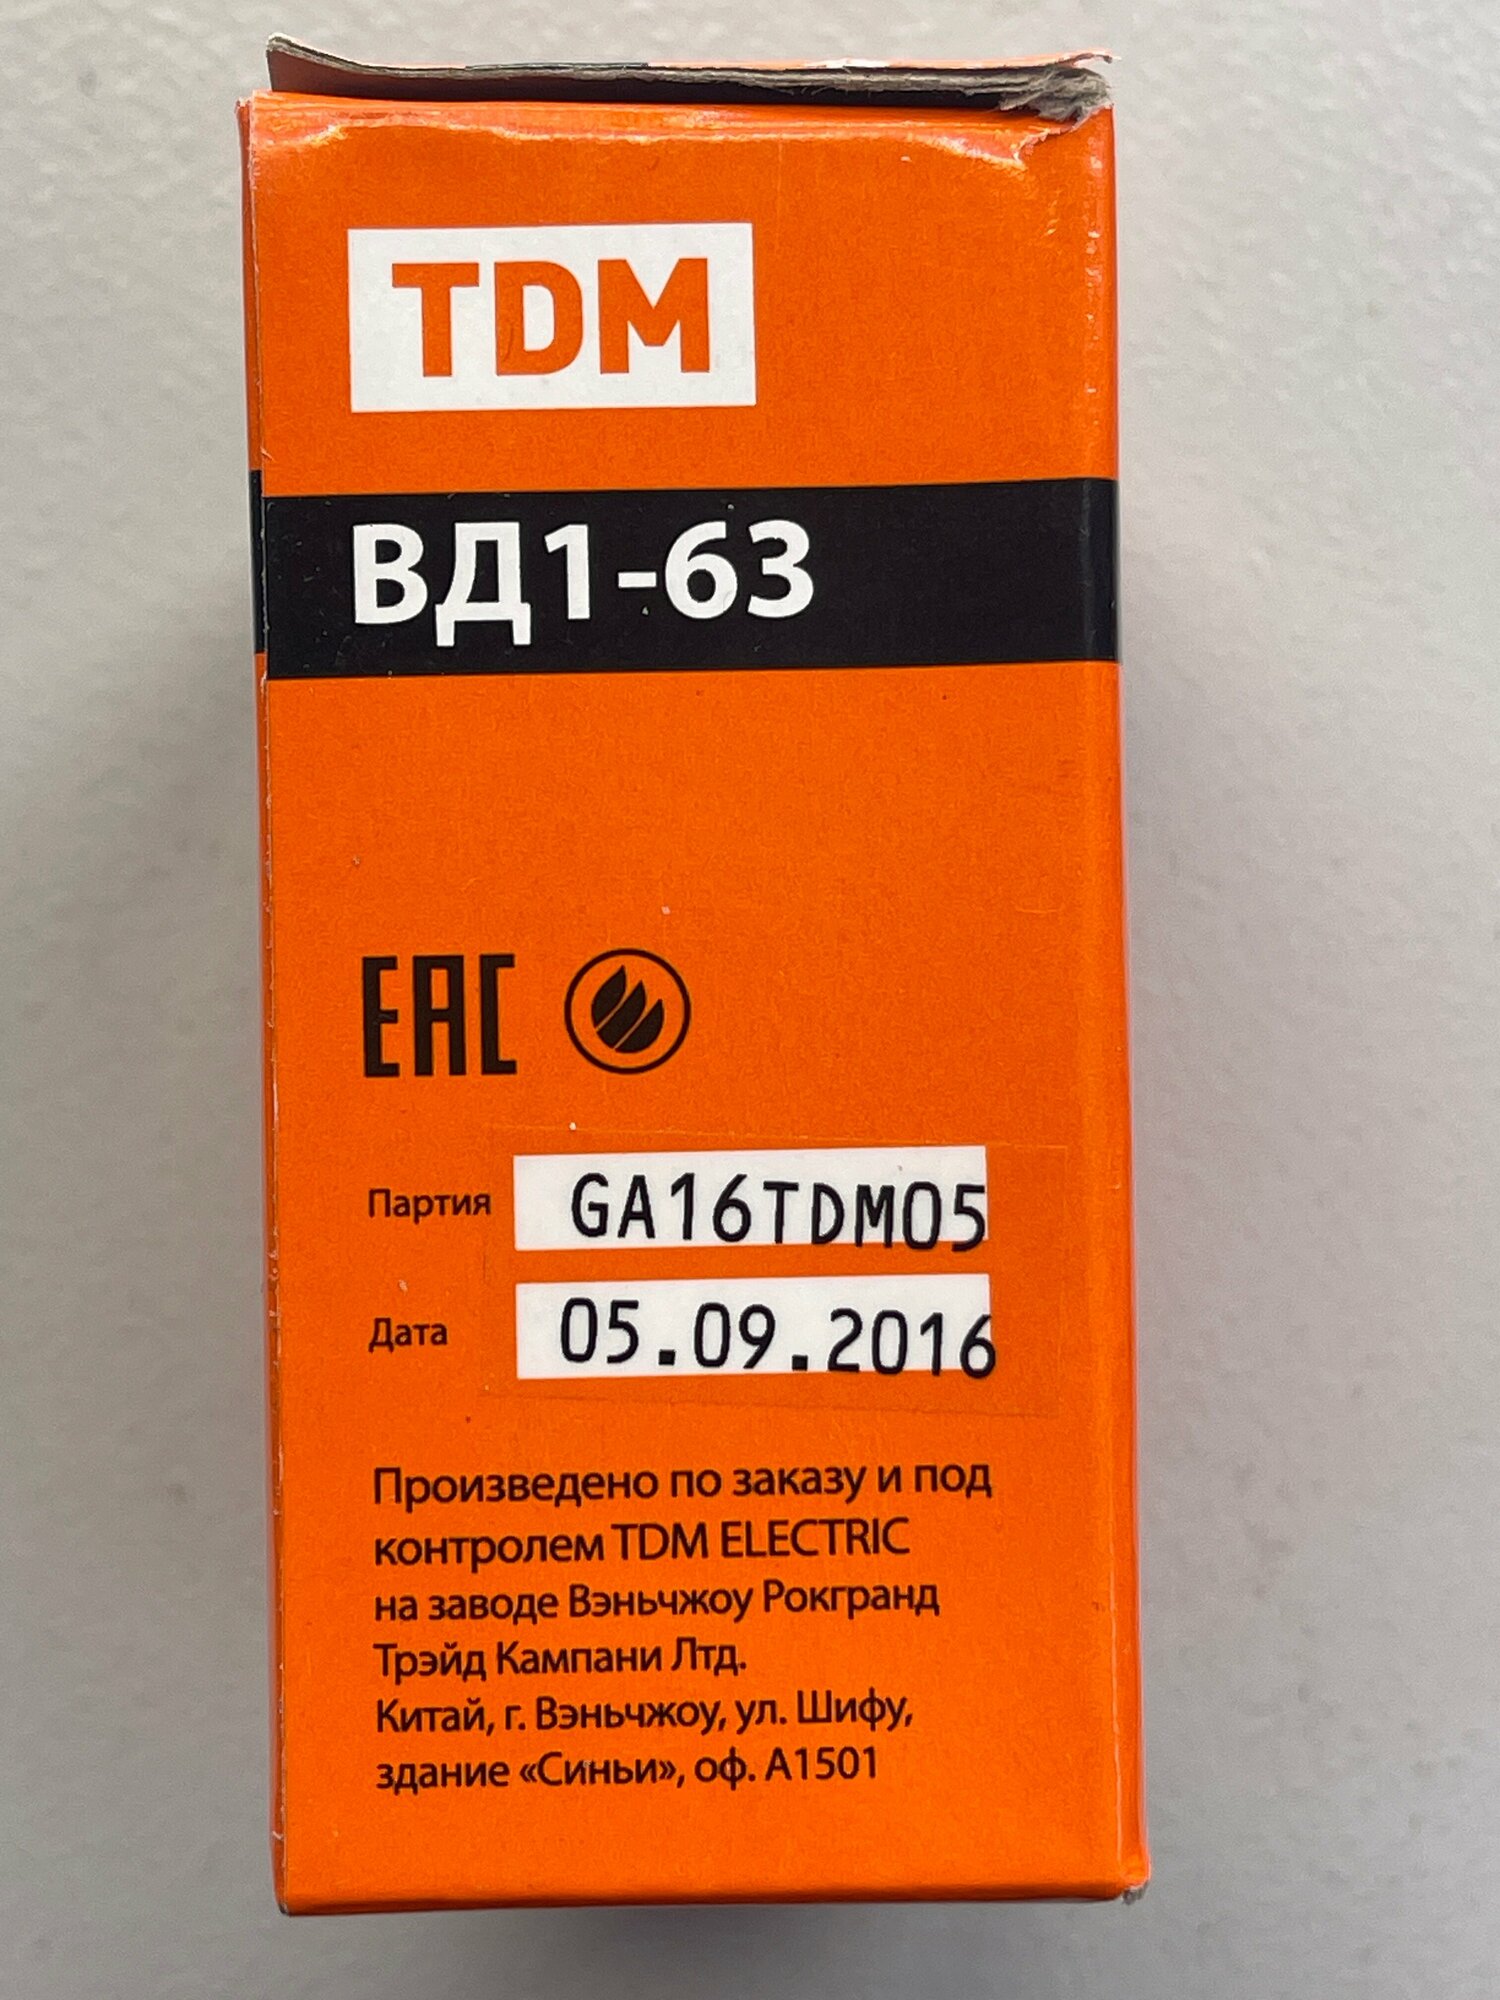 TDM
ВД1-63
EAC
Партия GA16TDM05
Дата 05.09.2016
Произведено по заказу и под
контролем TDM ELECTRIC
на заводе Вэньчжоу Рокгранд
Трэйд Кампани Лтд.
Китай, г. Вэньчжоу, ул. Шифу,
здание «Синьи», оф. А1501